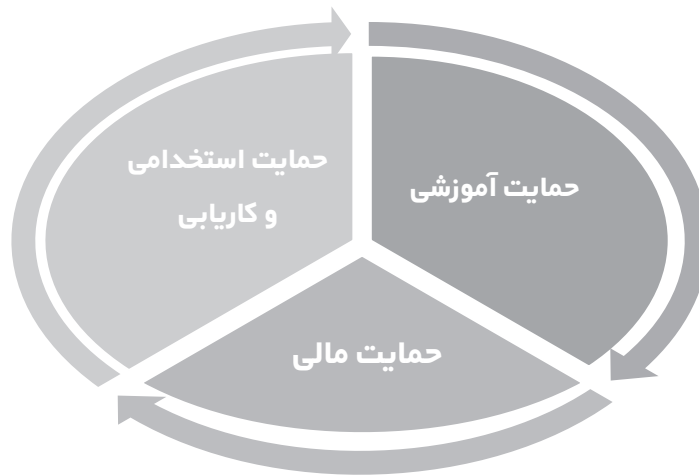 حمایت آموزشی
حمایت مالی
حمایت استخدامی
و کاریابی